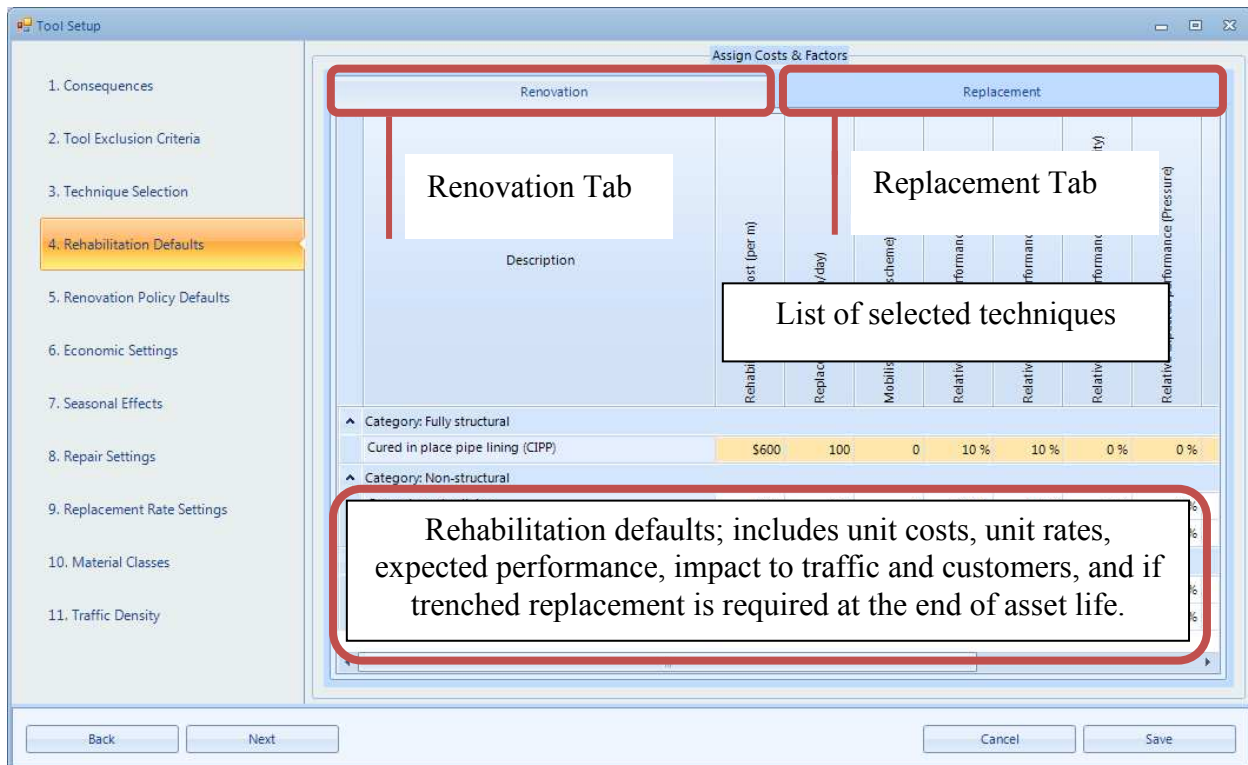 Tool Setup
Assign Costs & Factors
1. Consequences
2. Tool Exclusion Criteria
3. Technique Selection
4. Rehabilitation Defaults
5. Renovation Policy Defaults
6. Economic Settings
7. Seasonal Effects
8. Repair Settings
9. Replacement Rate Settings
10. Material Classes
11. Traffic Density
Renovation
Replacement
Renovation Tab
Replacement Tab
Description
(per m)
/day)
scheme)
(Pressure)
List of selected techniques
Relative
Category: Fully structural
Cured in place pipe lining (CIPP) $600 100 0 10 % 10 % 0 % 0 %
Category: Non-structural
Rehabilitation defaults; includes unit costs, unit rates,
expected performance, impact to traffic and customers, and if
trenched replacement is required at the end of asset life.
%
%
%
%
Back
Next
Cancel
Save